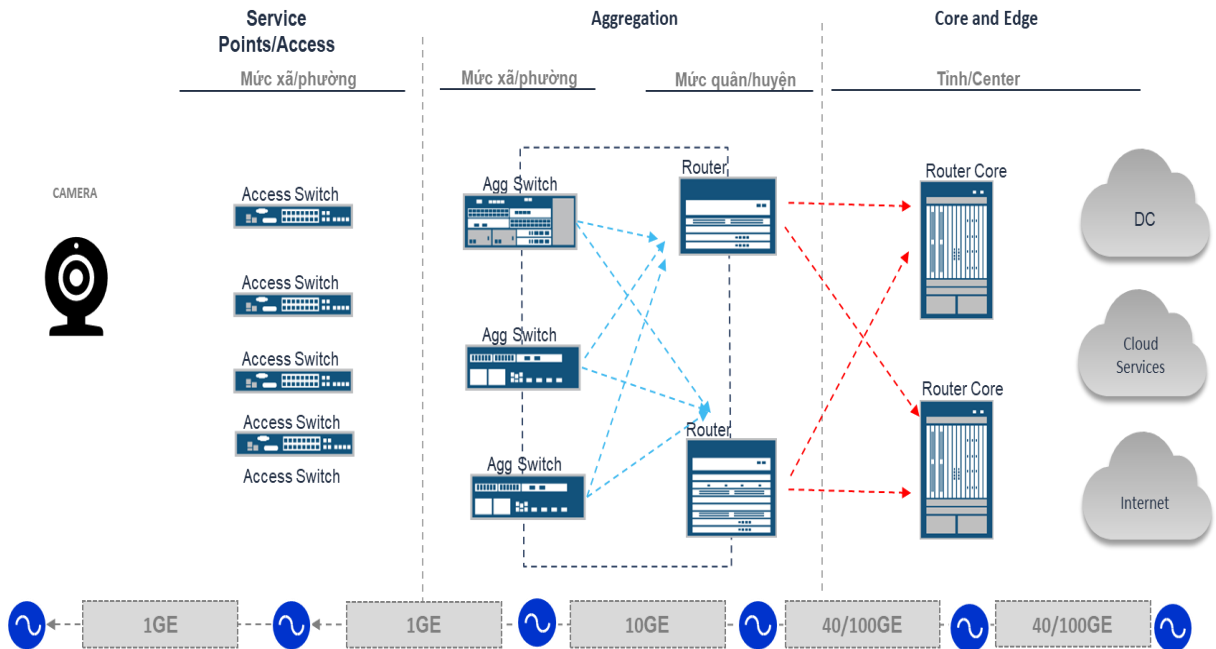 Service
Points/Access
Aggregation
Core and Edge
Mức xã/phường
Mức xã/phường
Mức quân/huyện
Tỉnh/Center
CAMERA
Access Switch
Access Switch
Access Switch
Access Switch
Access Switch
Agg Switch
Agg Switch
Agg Switch
Router
Router
Router Core
Router Core
DC
Cloud
Services
Internet
1GE
1GE
10GE
40/100GE
40/100GE